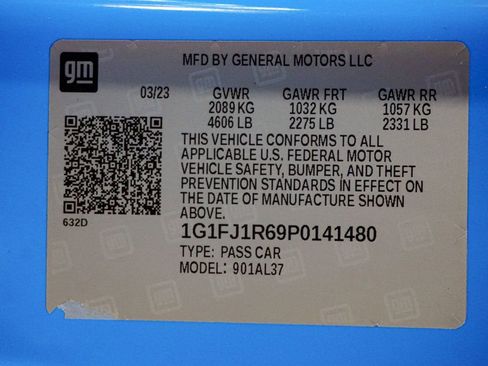 gm
MFD BY GENERAL MOTORS LLC
03/23 GVWR GAWR FRT GAWR RR
2089 KG 1032 KG 1057 KG
4606 LB 2275 LB 2331 LB
THIS VEHICLE CONFORMS TO ALL
APPLICABLE U.S. FEDERAL MOTOR
VEHICLE SAFETY, BUMPER, AND THEFT
PREVENTION STANDARDS IN EFFECT ON
THE DATE OF MANUFACTURE SHOWN
ABOVE.
632D
1G1FJ1R69P0141480
TYPE: PASS CAR
MODEL: 901AL37